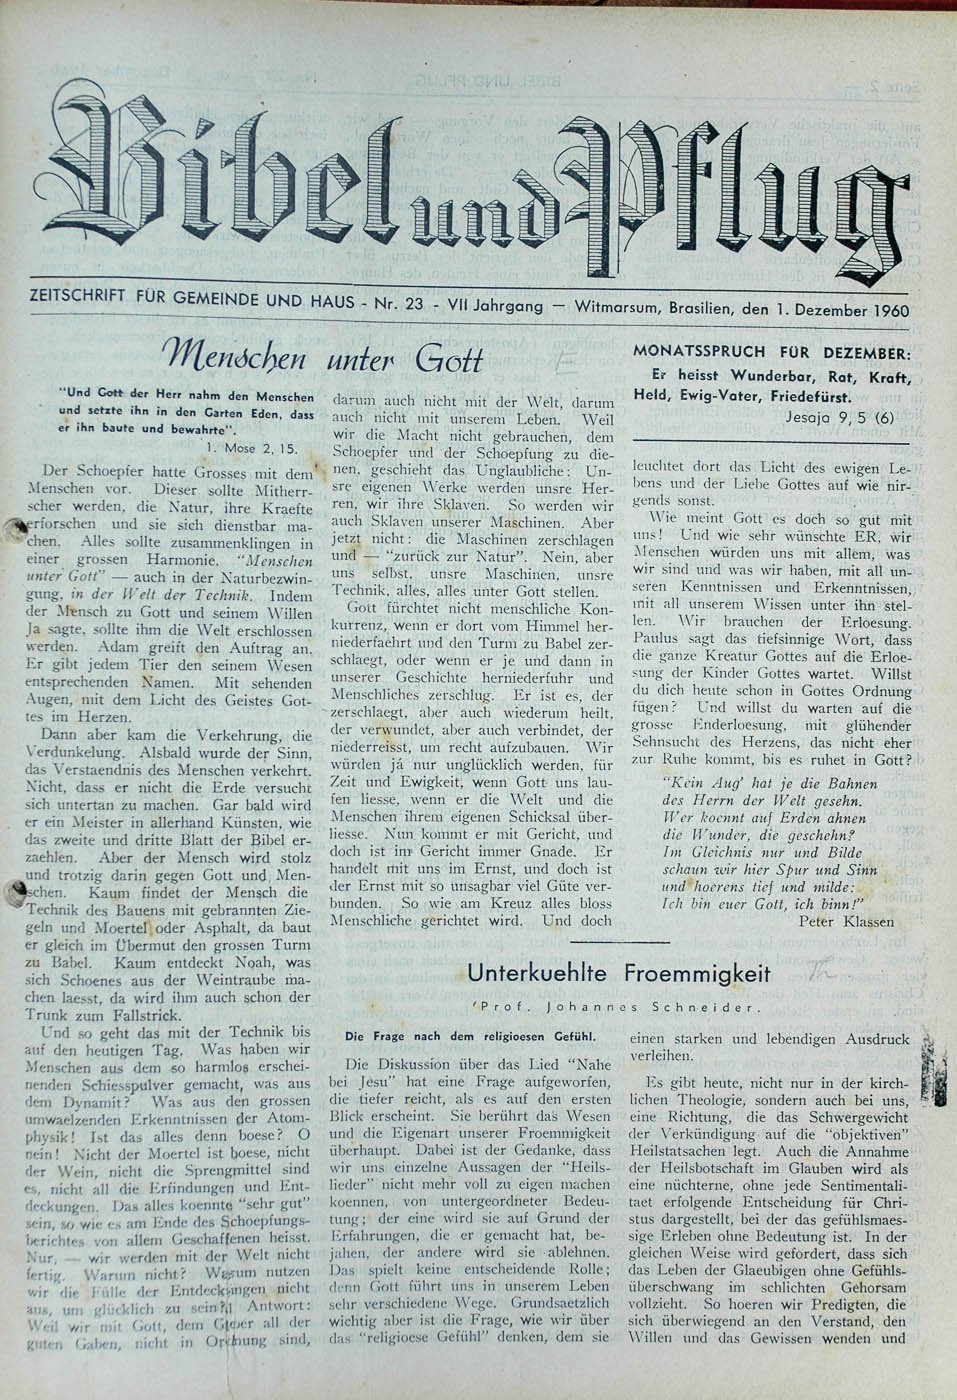 Bibel und Pflug
ZEITSCHRIFT FÜR GEMEINDE UND HAUS - Nr. 23 - VII Jahrgang — Witmarsum, Brasilien, den 1. Dezember 1960
Menschen unter Gott
"Und Gott der Herr nahm den Menschen
und setzte ihn in den Garten Eden, dass
er ihn baute und bewahrte".
1. Mose 2, 15.
Der Schoepfer hatte Grosses mit dem
Menschen vor. Dieser sollte Mitherr-
scher werden, die Natur, ihre Kraefte
erforschen und sie sich dienstbar ma-
chen. Alles sollte zusammenklingen in
einer grossen Harmonie. "Menschen
unter Gott" — auch in der Naturbezwin-
gung, in der Welt der Technik. Indem
der Mensch zu Gott und seinem Willen
Ja sagte, sollte ihm die Welt erschlossen
werden. Adam greift den Auftrag an.
Er gibt jedem Tier den seinem Wesen
entsprechenden Namen. Mit sehenden
Augen, mit dem Licht des Geistes Got-
tes im Herzen.
Dann aber kam die Verkehrung, die
Verdunkelung. Alsbald wurde der Sinn,
das Verstaendnis des Menschen verkehrt.
Nicht, dass er nicht die Erde versucht
sich untertan zu machen. Gar bald wird
er ein Meister in allerhand Künsten, wie
das zweite und dritte Blatt der Bibel er-
zaehlen. Aber der Mensch wird stolz
und trotzig darin gegen Gott und Men-
schen. Kaum findet der Mensch die
Technik des Bauens mit gebrannten Zie-
geln und Moertel oder Asphalt, da baut
er gleich im Übermut den grossen Turm
zu Babel. Kaum entdeckt Noah, was
sich Schoenes aus der Weintraube ma-
chen laesst, da wird ihm auch schon der
Trunk zum Fallstrick.
Und so geht das mit der Technik bis
auf den heutigen Tag. Was haben wir
Menschen aus dem so harmlos erschei-
nenden Schiesspulver gemacht, was aus
dem Dynamit? Was aus den grossen
umwaelzenden Erkenntnissen der Atom-
physik! Ist das alles denn boese? O
nein! Nicht der Moertel ist boese, nicht
der Wein, nicht die Sprengmittel sind
es, nicht all die Erfindungen und Ent-
deckungen. Das alles koennte "sehr gut"
sein, so wie es am Ende des Schoepfungs-
berichtes von allem Geschaffenen heisst.
Nur, — wir werden mit der Welt nicht
fertig. Warum nicht? Warum nutzen
wir die Fülle der Entdeckungen nicht
aus, um glücklich zu sein? Antwort:
Weil wir mit Gott, dem Geber all der
guten Gaben, nicht in Ordnung sind,
darum auch nicht mit der Welt, darum
auch nicht mit unserem Leben. Weil
wir die Macht nicht gebrauchen, dem
Schoepfer und der Schoepfung zu die-
nen, geschieht das Unglaubliche: Un-
sre eigenen Werke werden unsre Her-
ren, wir ihre Sklaven. So werden wir
auch Sklaven unserer Maschinen. Aber
jetzt nicht: die Maschinen zerschlagen
und — "zurück zur Natur". Nein, aber
uns selbst, unsre Maschinen, unsre
Technik, alles, alles unter Gott stellen.
Gott fürchtet nicht menschliche Kon-
kurrenz, wenn er dort vom Himmel her-
niederfaehrt und den Turm zu Babel zer-
schlaegt, oder wenn er je und dann in
unserer Geschichte herniederfuhr und
Menschliches zerschlug. Er ist es, der
zerschlaegt, aber auch wiederum heilt,
der verwundet, aber auch verbindet, der
niederreisst, um recht aufzubauen. Wir
würden já nur unglücklich werden, für
Zeit und Ewigkeit, wenn Gott uns lau-
fen liesse, wenn er die Welt und die
Menschen ihrem eigenen Schicksal über-
liesse. Nun kommt er mit Gericht, und
doch ist im Gericht immer Gnade. Er
handelt mit uns im Ernst, und doch ist
der Ernst mit so unsagbar viel Güte ver-
bunden. So wie am Kreuz alles bloss
Menschliche gerichtet wird. Und doch
MONATSSPRUCH FÜR DEZEMBER:
Er heisst Wunderbar, Rat, Kraft,
Held, Ewig-Vater, Friedefürst.
Jesaja 9, 5 (6)
leuchtet dort das Licht des ewigen Le-
bens und der Liebe Gottes auf wie nir-
gends sonst.
Wie meint Gott es doch so gut mit
uns! Und wie sehr wünschte ER, wir
Menschen würden uns mit allem, was
wir sind und was wir haben, mit all un-
seren Kenntnissen und Erkenntnissen,
mit all unserem Wissen unter ihn stel-
len. Wir brauchen der Erloesung.
Paulus sagt das tiefsinnige Wort, dass
die ganze Kreatur Gottes auf die Erloe-
sung der Kinder Gottes wartet. Willst
du dich heute schon in Gottes Ordnung
fügen? Und willst du warten auf die
grosse Enderloesung, mit glühender
Sehnsucht des Herzens, das nicht eher
zur Ruhe kommt, bis es ruhet in Gott?
"Kein Aug' hat je die Bahnen
des Herrn der Welt gesehn.
Wer koennt auf Erden ahnen
die Wunder, die geschehn?
Im Gleichnis nur und Bilde
schaun wir hier Spur und Sinn
und hoerens tief und milde:
Ich bin euer Gott, ich binn!"
Peter Klassen
Unterkuehlte Froemmigkeit
Prof. Johannes Schneider.
Die Frage nach dem religioesen Gefühl.
Die Diskussion über das Lied "Nahe
bei Jesu" hat eine Frage aufgeworfen,
die tiefer reicht, als es auf den ersten
Blick erscheint. Sie berührt das Wesen
und die Eigenart unserer Froemmigkeit
überhaupt. Dabei ist der Gedanke, dass
wir uns einzelne Aussagen der "Heils-
lieder" nicht mehr voll zu eigen machen
koennen, von untergeordneter Bedeu-
tung; der eine wird sie auf Grund der
Erfahrungen, die er gemacht hat, be-
jahen, der andere wird sie ablehnen.
Das spielt keine entscheidende Rolle;
denn Gott führt uns in unserem Leben
sehr verschiedene Wege. Grundsaetzlich
wichtig aber ist die Frage, wie wir über
das "religioese Gefühl" denken, dem sie
einen starken und lebendigen Ausdruck
verleihen.
Es gibt heute, nicht nur in der kirch-
lichen Theologie, sondern auch bei uns,
eine Richtung, die das Schwergewicht
der Verkündigung auf die "objektiven"
Heilstatsachen legt. Auch die Annahme
der Heilsbotschaft im Glauben wird als
eine nüchterne, ohne jede Sentimentali-
taet erfolgende Entscheidung für Chri-
stus dargestellt, bei der das gefühlsmaes-
sige Erleben ohne Bedeutung ist. In der
gleichen Weise wird gefordert, dass sich
das Leben der Glaeubigen ohne Gefühls-
überschwang im schlichten Gehorsam
vollzieht. So hoeren wir Predigten, die
sich überwiegend an den Verstand, den
Willen und das Gewissen wenden und